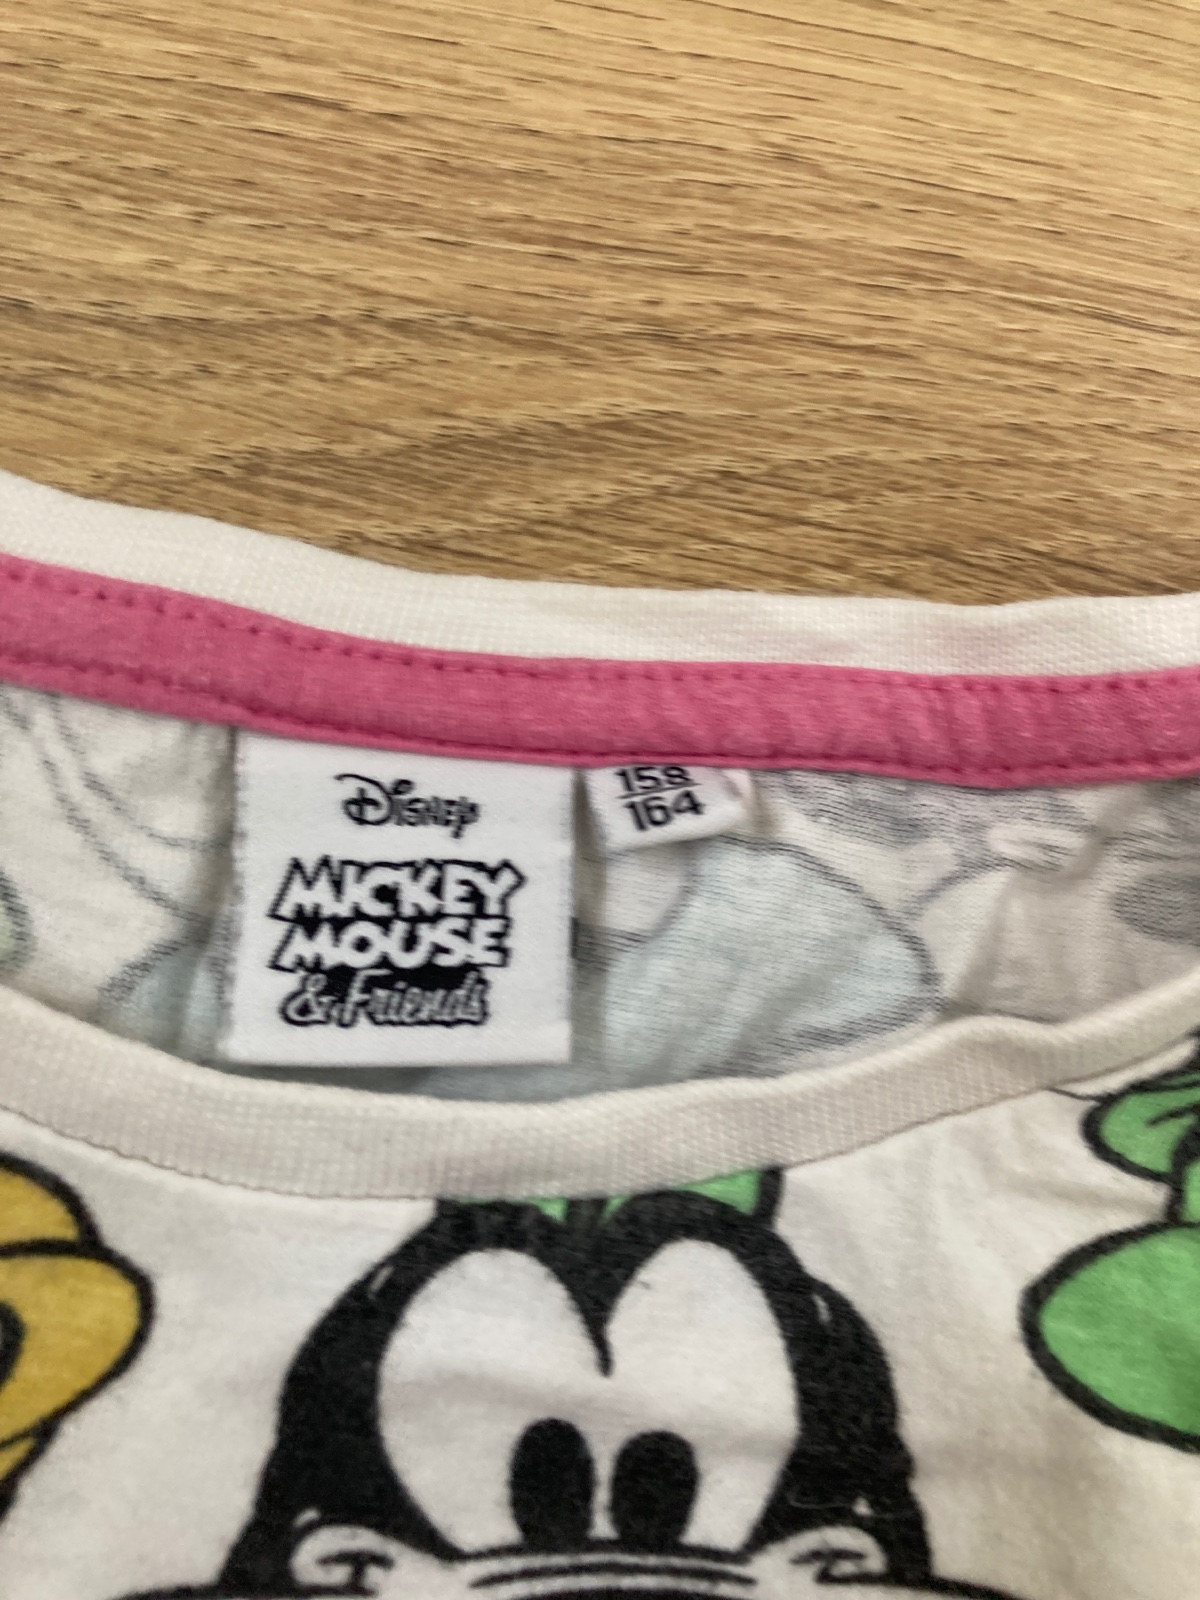 Disney
MICKEY
MOUSE
& Friends
158
164